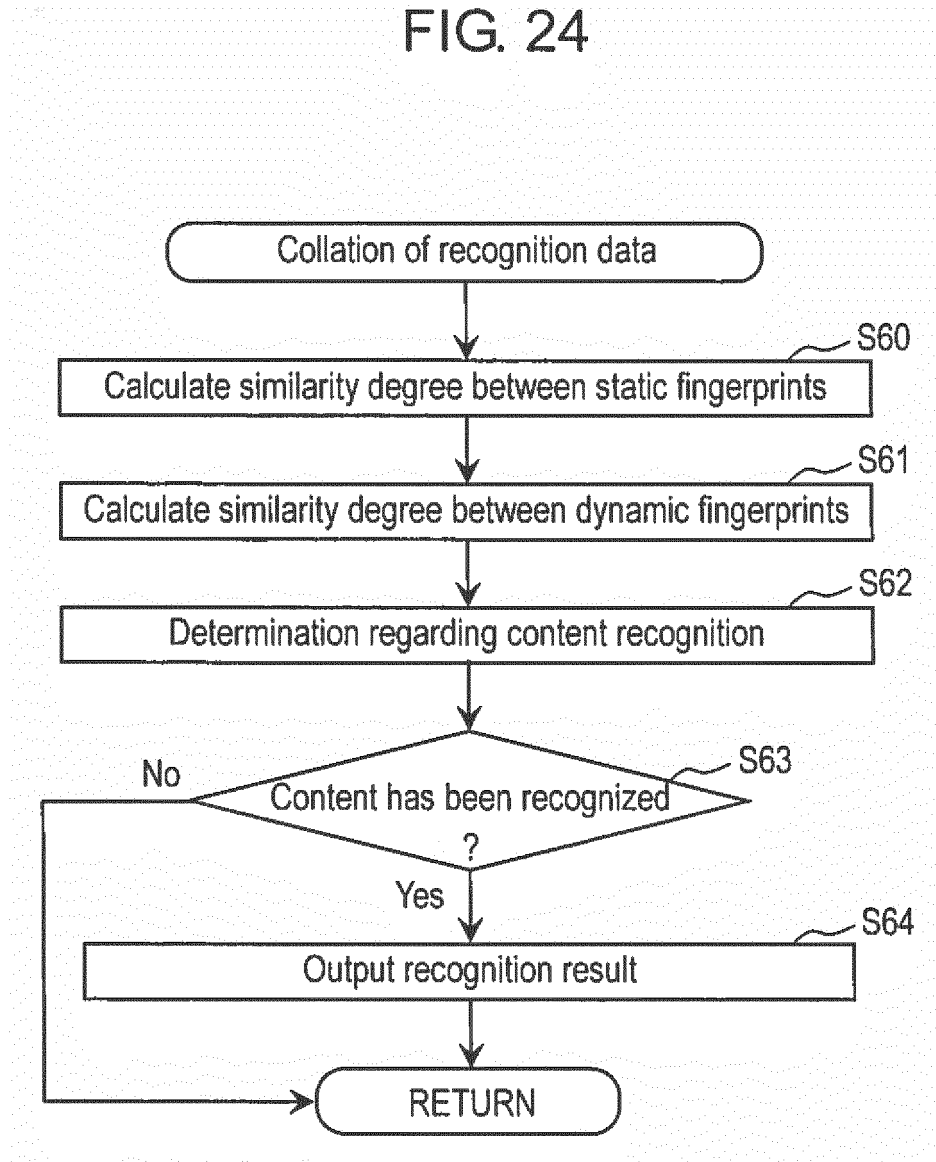 FIG. 24
Collation of recognition data
S60
Calculate similarity degree between static fingerprints
S61
Calculate similarity degree between dynamic fingerprints
S62
Determination regarding content recognition
S63
No
Content has been recognized
?
Yes
S64
Output recognition result
RETURN